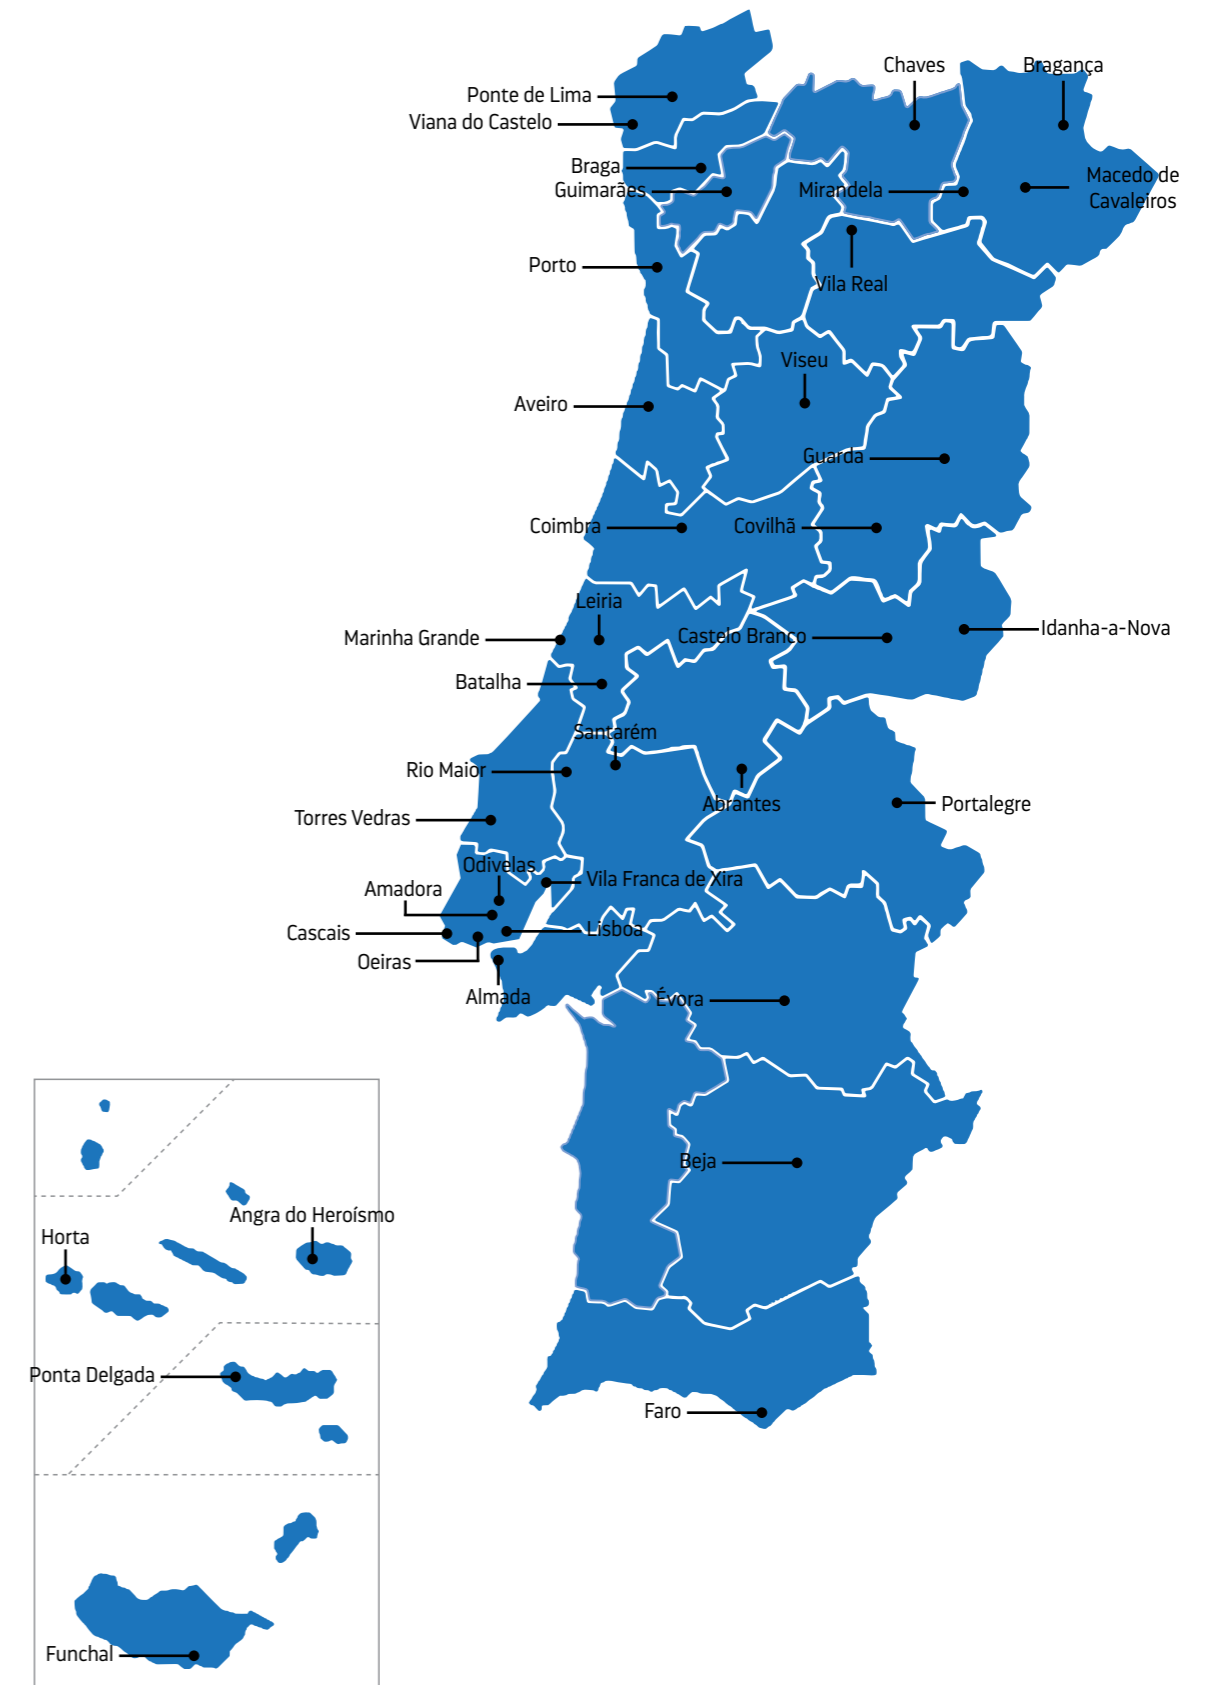 Chaves
Bragança
Ponte de Lima
Viana do Castelo
Braga
Guimarães
Mirandela
Macedo de
Cavaleiros
Porto
Vila Real
Viseu
Aveiro
Guarda
Coimbra
Covilhã
Leiria
Marinha Grande
Castelo Branco
Idanha-a-Nova
Batalha
Santarém
Rio Maior
Abrantes
Portalegre
Torres Vedras
Odivelas
Vila Franca de Xira
Amadora
Cascais
Lisboa
Oeiras
Almada
Évora
Beja
Angra do Heroísmo
Horta
Ponta Delgada
Faro
Funchal